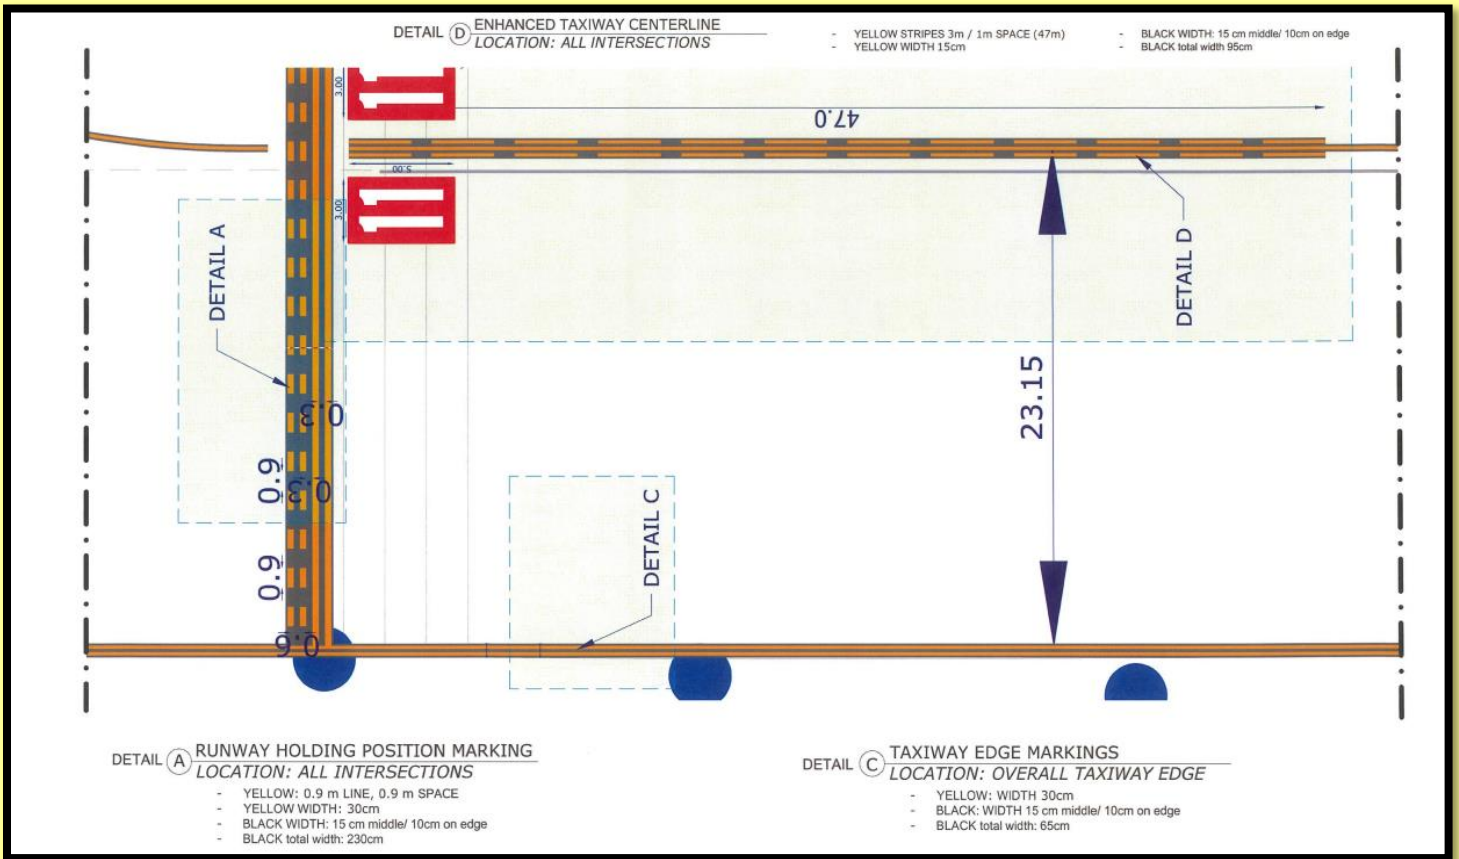 DETAIL D ENHANCED TAXIWAY CENTERLINE
LOCATION: ALL INTERSECTIONS
- YELLOW STRIPES 3m / 1m SPACE (47m)
- YELLOW WIDTH 15cm
- BLACK WIDTH: 15 cm middle/ 10cm on edge
- BLACK total width 95cm
3.00
11
47.0
5.00
3.00
11
DETAIL A
DETAIL D
23.15
0.3
0.9
0.3
DETAIL C
0.9
0.6
DETAIL A RUNWAY HOLDING POSITION MARKING
LOCATION: ALL INTERSECTIONS
- YELLOW: 0.9 m LINE, 0.9 m SPACE
- YELLOW WIDTH: 30cm
- BLACK WIDTH: 15 cm middle/ 10cm on edge
- BLACK total width: 230cm
DETAIL C TAXIWAY EDGE MARKINGS
LOCATION: OVERALL TAXIWAY EDGE
- YELLOW: WIDTH 30cm
- BLACK: WIDTH 15 cm middle/ 10cm on edge
- BLACK total width: 65cm